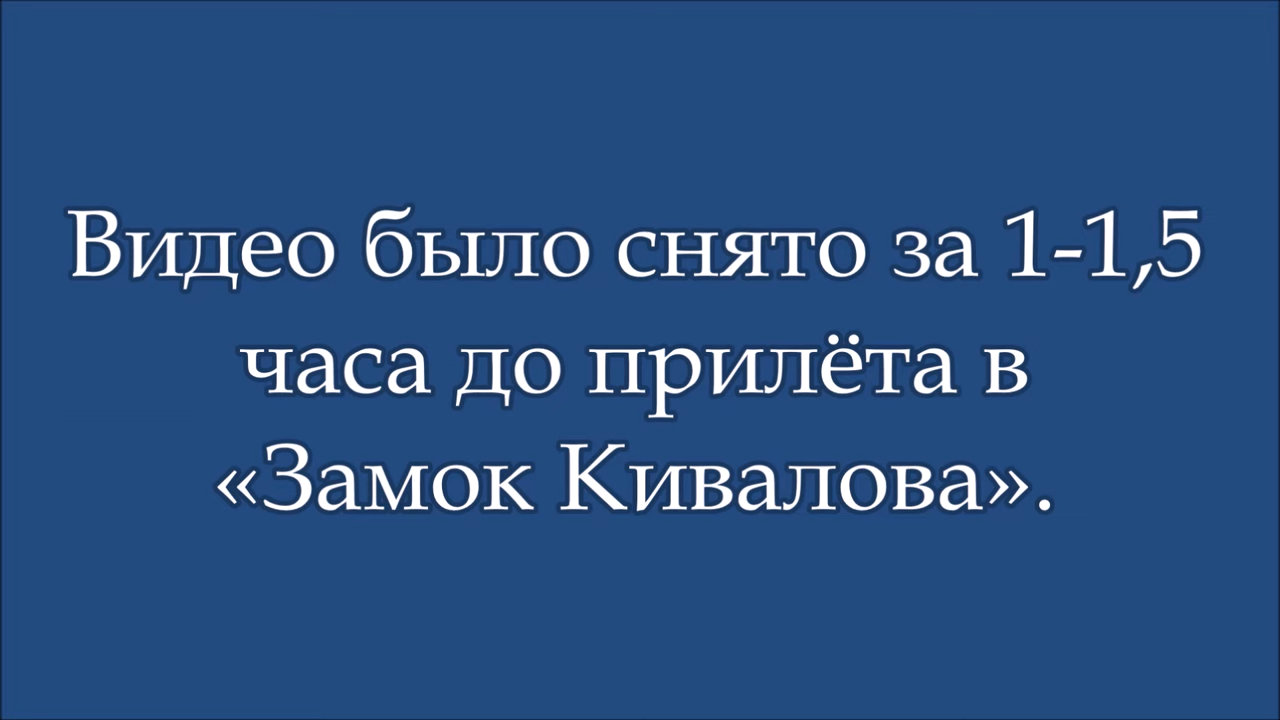 Видео было снято за 1-1,5
часа до прилёта в
«Замок Кивалова».